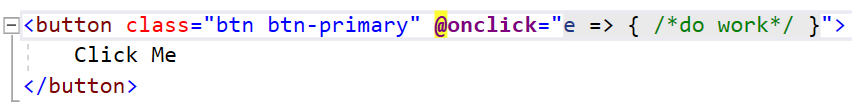 <button class="btn btn-primary" @onclick="e => { /*do work*/ }">
    Click Me
</button>